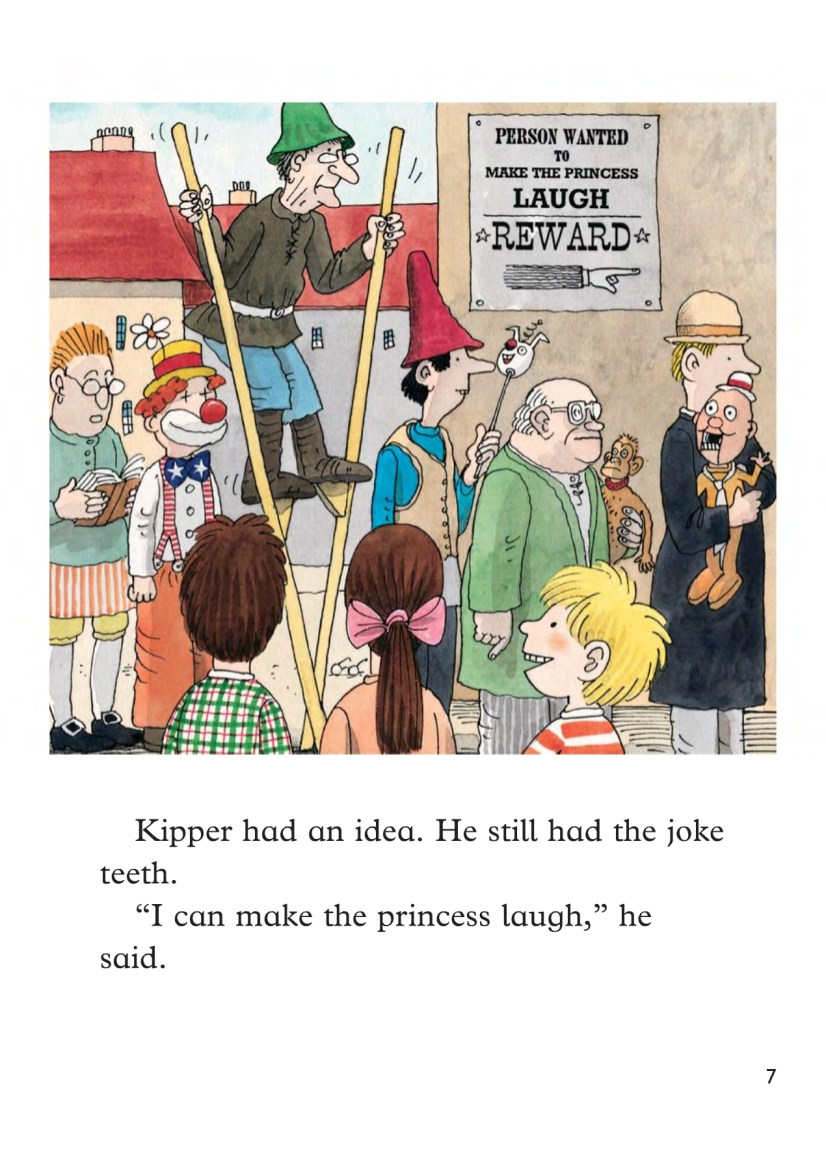 PERSON WANTED
TO
MAKE THE PRINCESS
LAUGH
☆REWARD☆
Kipper had an idea. He still had the joke
teeth.
“I can make the princess laugh,” he
said.
7